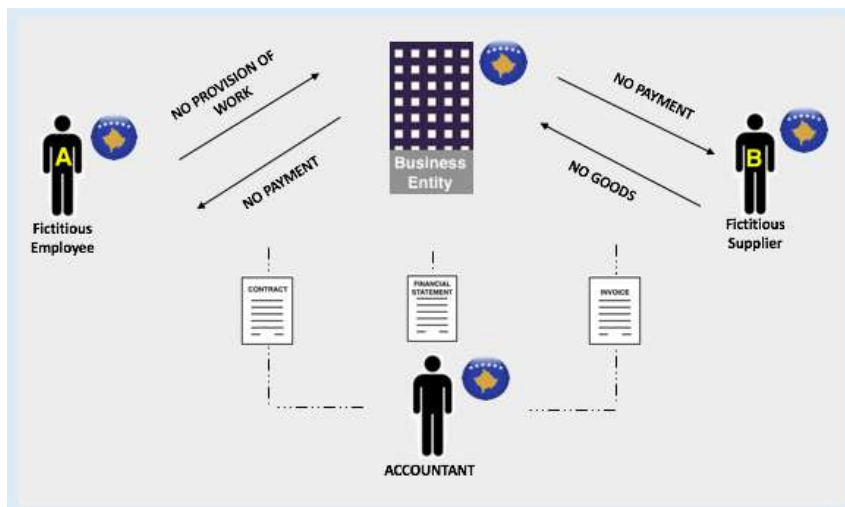 NO PROVISION OF
WORK
NO PAYMENT
A
Fictitious
Employee
Business
Entity
NO PAYMENT
NO GOODS
B
Fictitious
Supplier
CONTRACT
FINANCIAL
STATEMENT
INVOICE
ACCOUNTANT